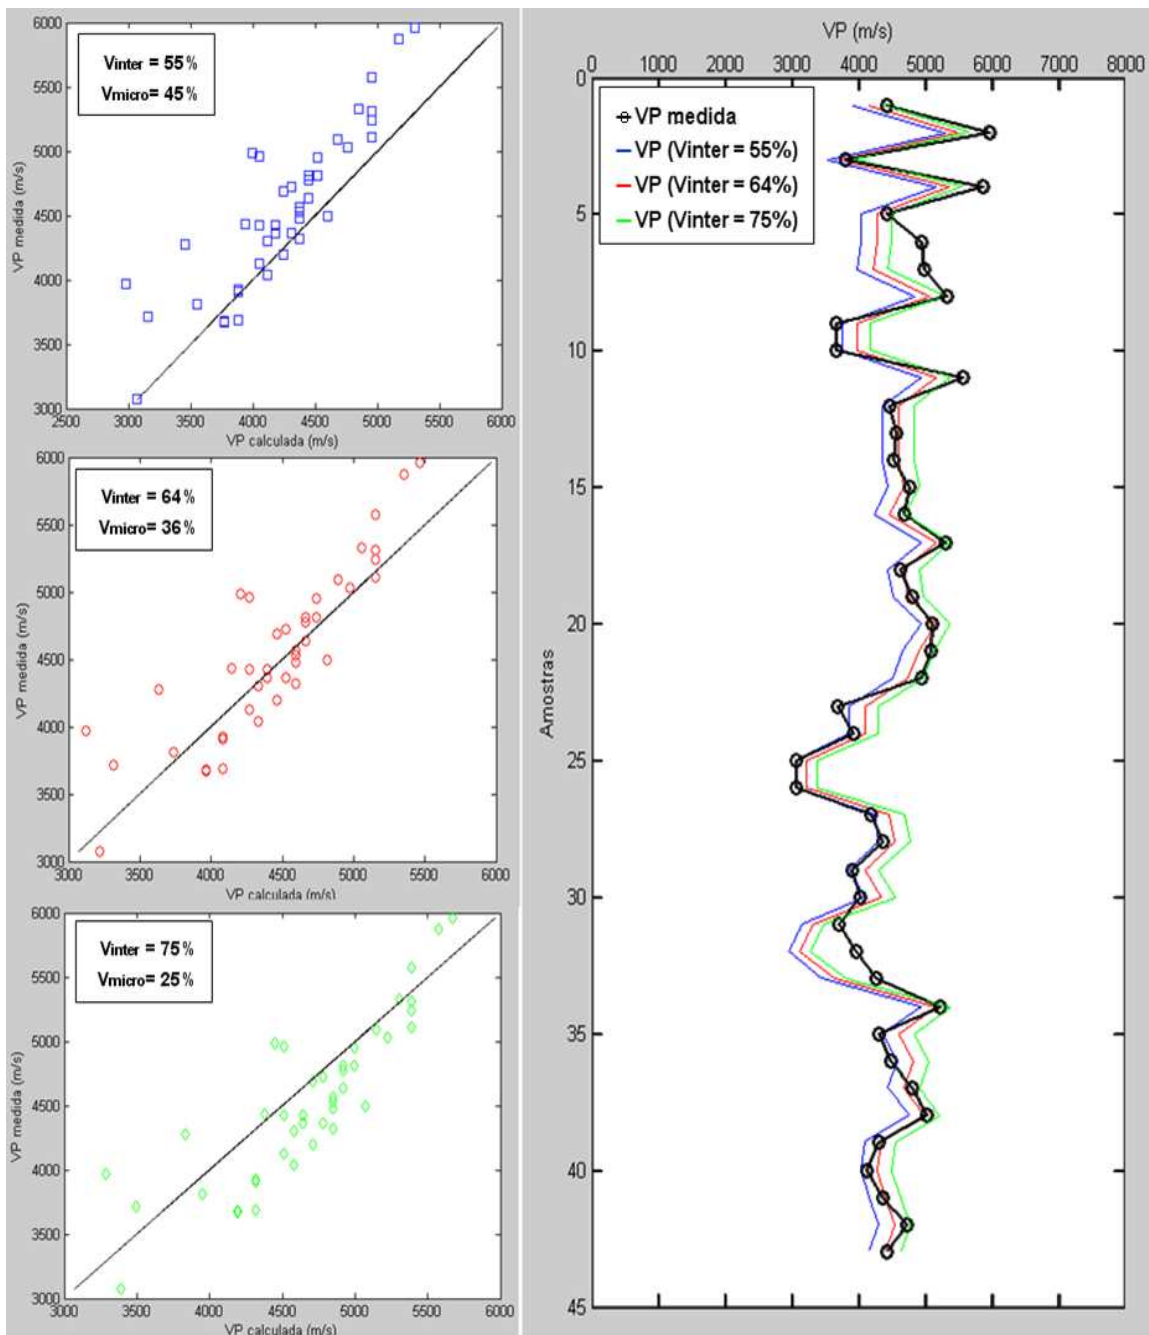 6000
5500
5000
4500
4000
3500
3000
Vinter = 55%
Vmicro= 45%
VP medida (m/s)
2500 3000 3500 4000 4500 5000 5500 6000
VP calculada (m/s)
6000
5500
5000
4500
4000
3500
3000
Vinter = 64%
Vmicro= 36%
VP medida (m/s)
3000 3500 4000 4500 5000 5500 6000
VP calculada (m/s)
6000
5500
5000
4500
4000
3500
3000
Vinter = 75%
Vmicro= 25%
VP medida (m/s)
3000 3500 4000 4500 5000 5500 6000
VP calculada (m/s)
VP (m/s)
0 1000 2000 3000 4000 5000 6000 7000 8000
0
5
10
15
20
25
30
35
40
45
Amostras
VP medida
VP (Vinter = 55%)
VP (Vinter = 64%)
VP (Vinter = 75%)